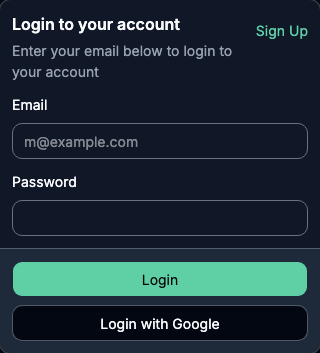 Login to your account
Sign Up
Enter your email below to login to
your account
Email
m@example.com
Password
Login
Login with Google